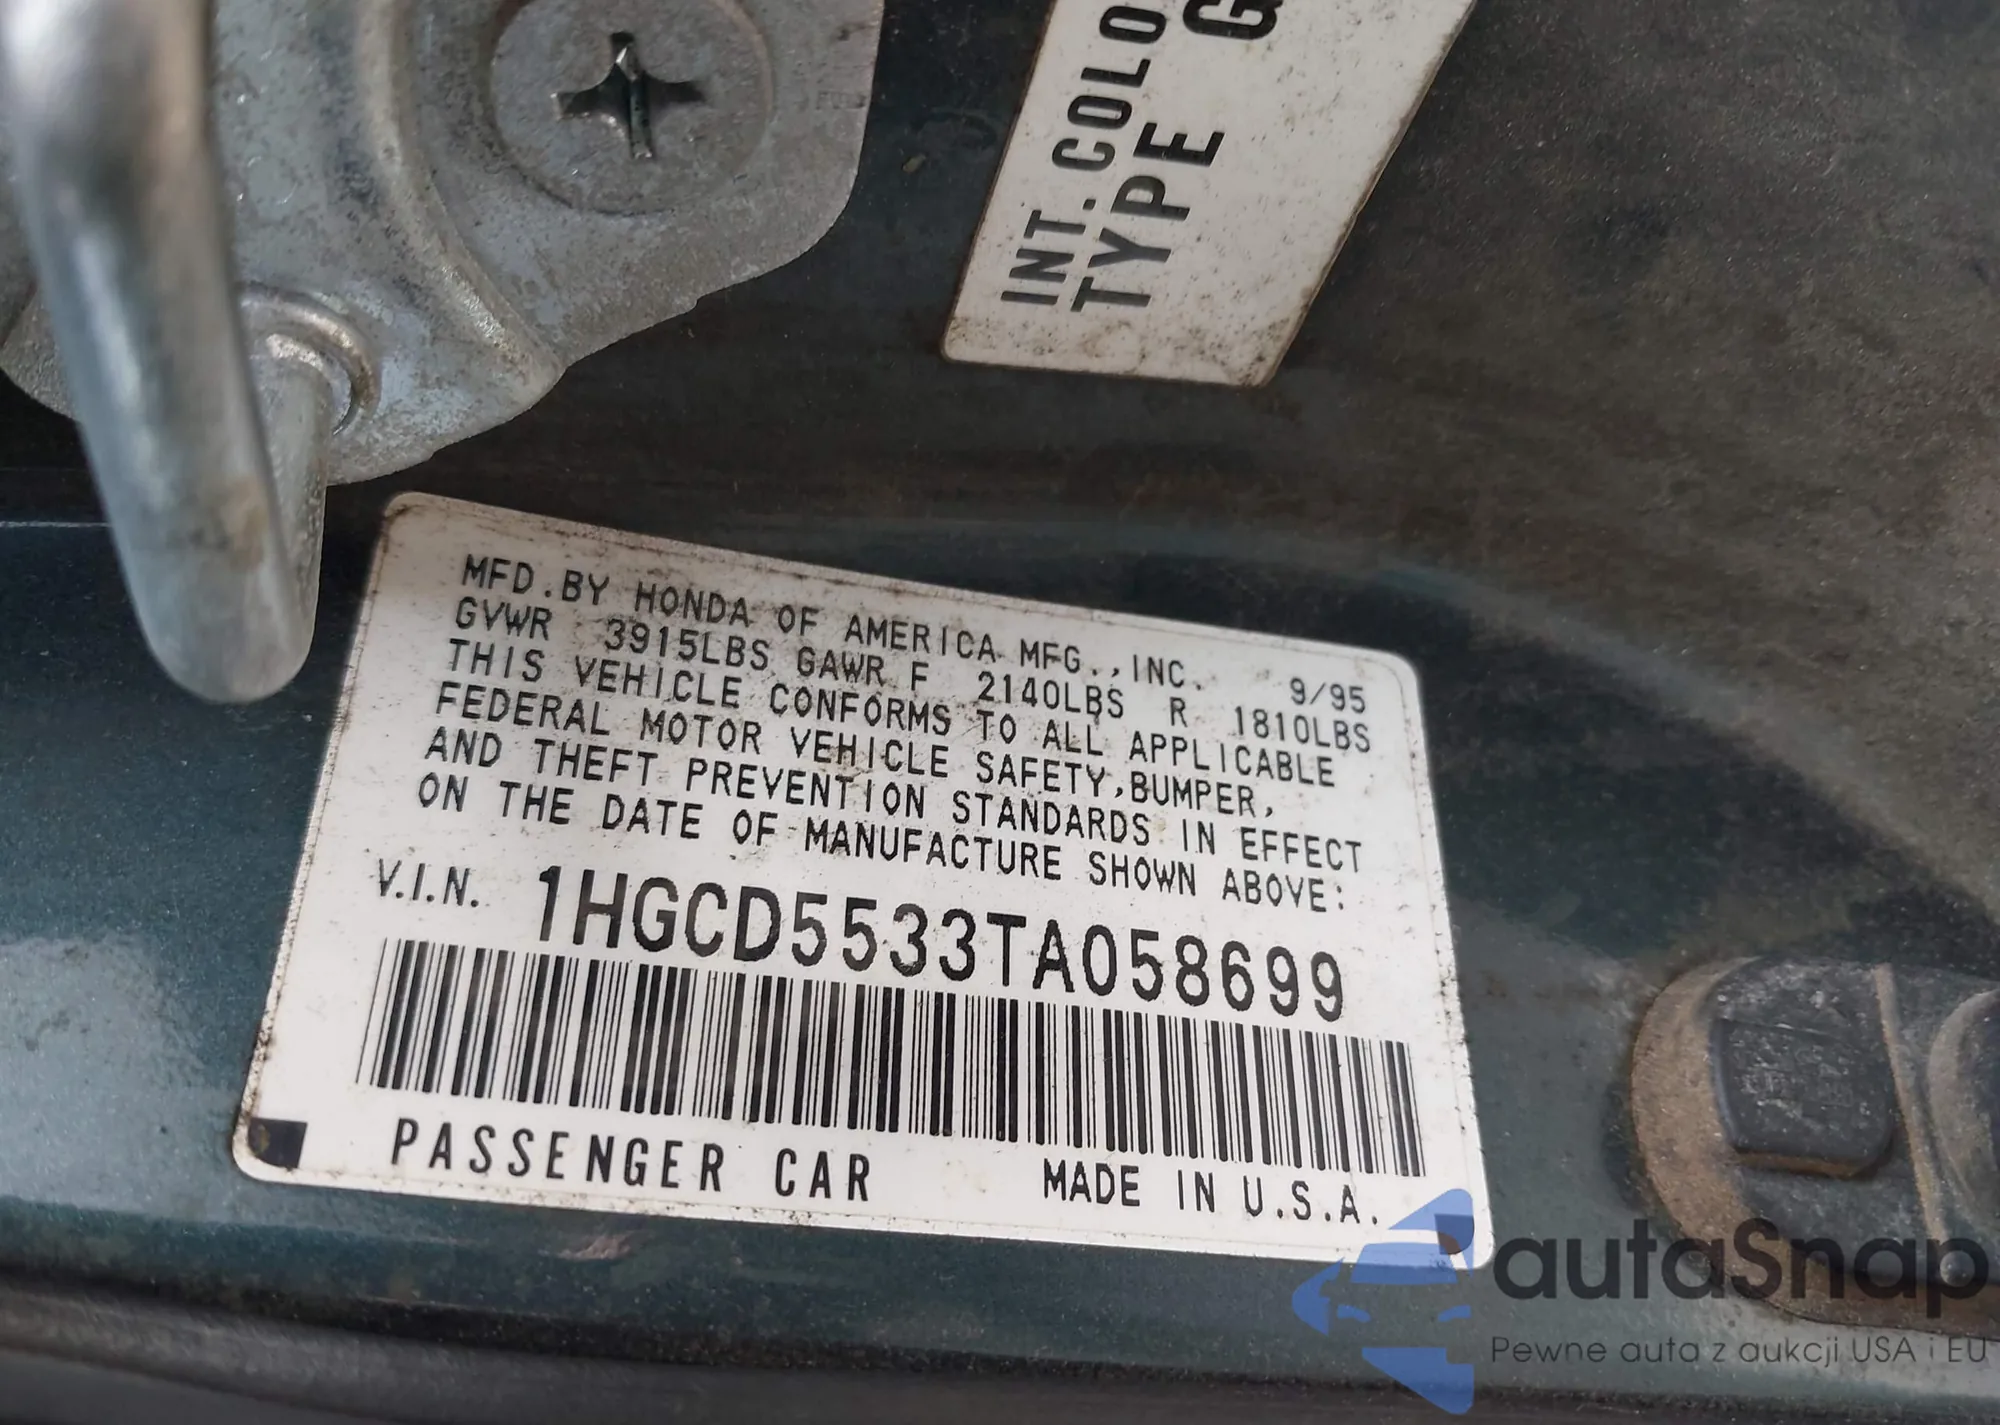 INT. COLO
TYPE
MFD.BY HONDA OF AMERICA MFG.,INC. 9/95
GVWR 3915LBS GAWR F 2140LBS R 1810LBS
THIS VEHICLE CONFORMS TO ALL APPLICABLE
FEDERAL MOTOR VEHICLE SAFETY,BUMPER,
AND THEFT PREVENTION STANDARDS IN EFFECT
ON THE DATE OF MANUFACTURE SHOWN ABOVE:
V.I.N. 1HGCD5533TA058699
PASSENGER CAR MADE IN U.S.A.
autaSnap
Pewne auta z aukcji USA i EU